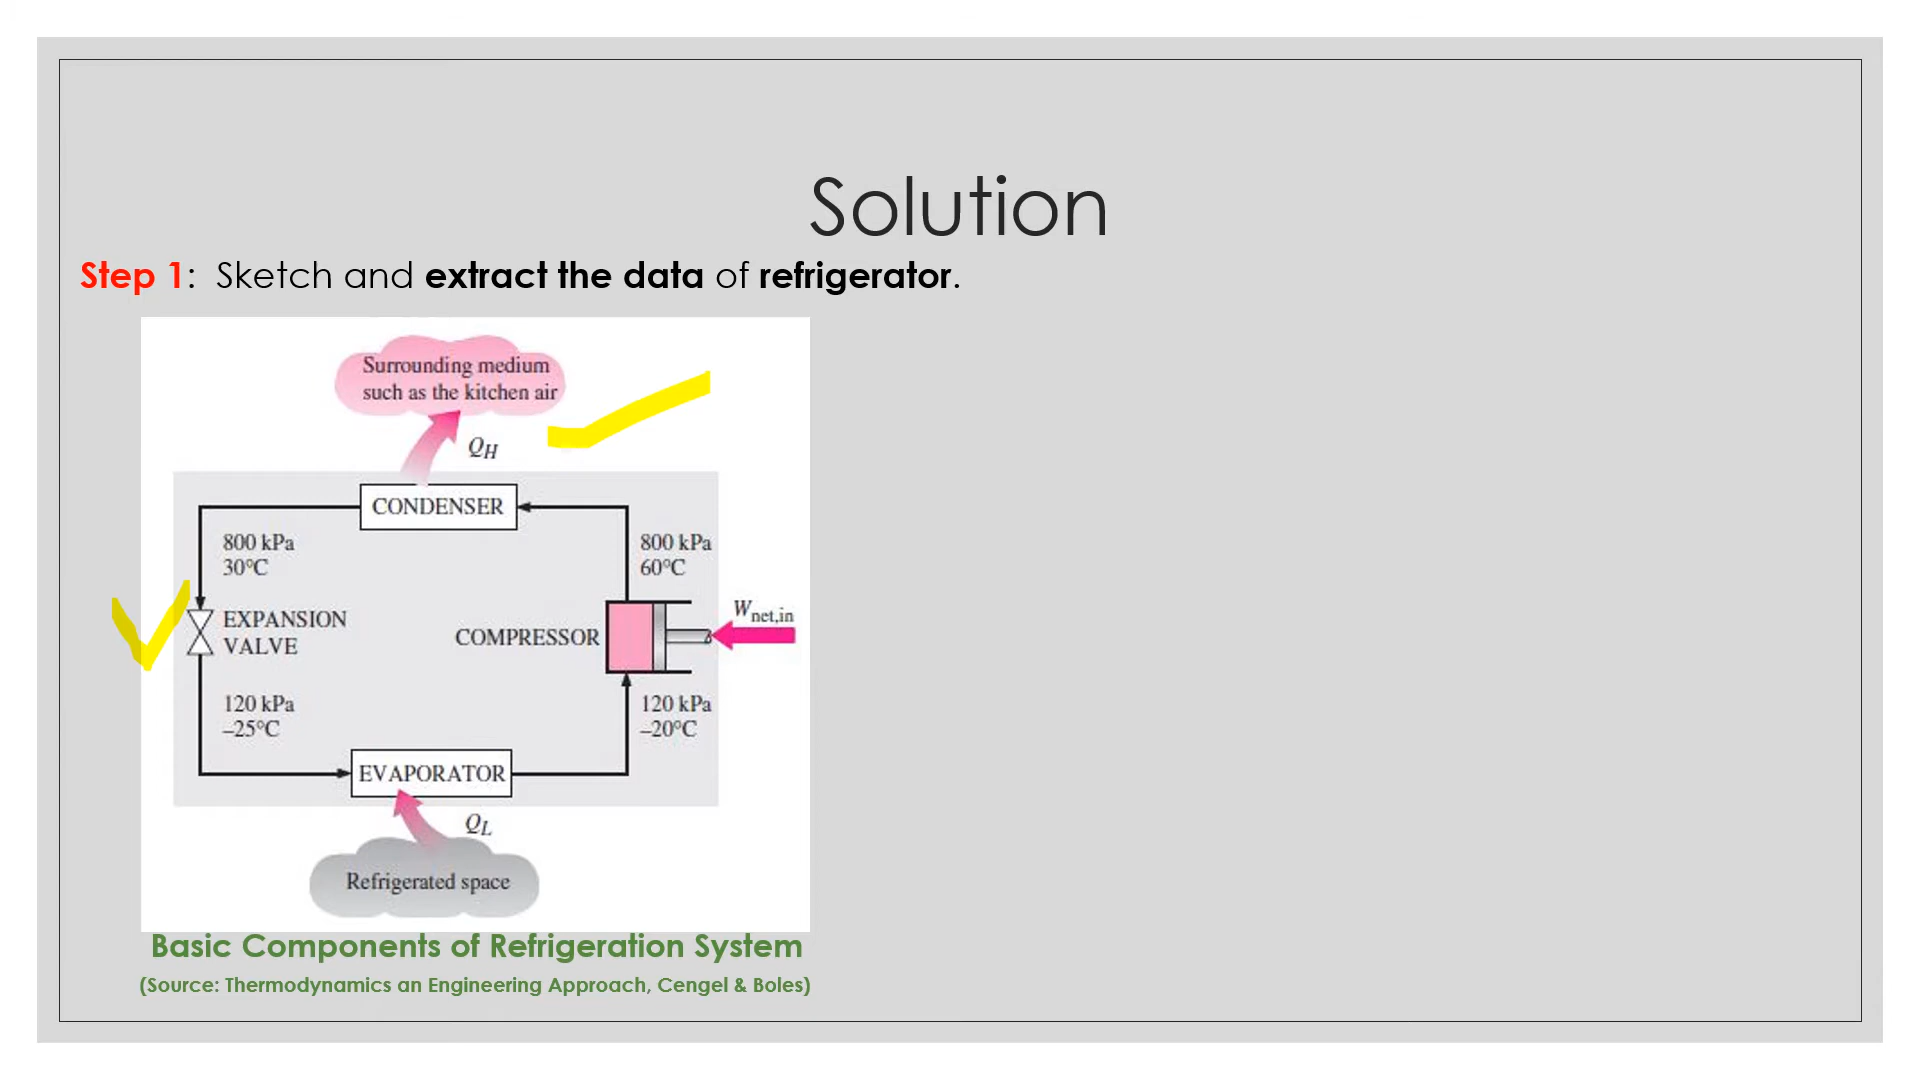 Solution
Step 1:  Sketch and extract the data of refrigerator.
Surrounding medium
such as the kitchen air
QH
CONDENSER
800 kPa
30°C
800 kPa
60°C
EXPANSION
VALVE
COMPRESSOR
Wnet,in
120 kPa
–25°C
120 kPa
–20°C
EVAPORATOR
QL
Refrigerated space
Basic Components of Refrigeration System
(Source: Thermodynamics an Engineering Approach, Cengel & Boles)